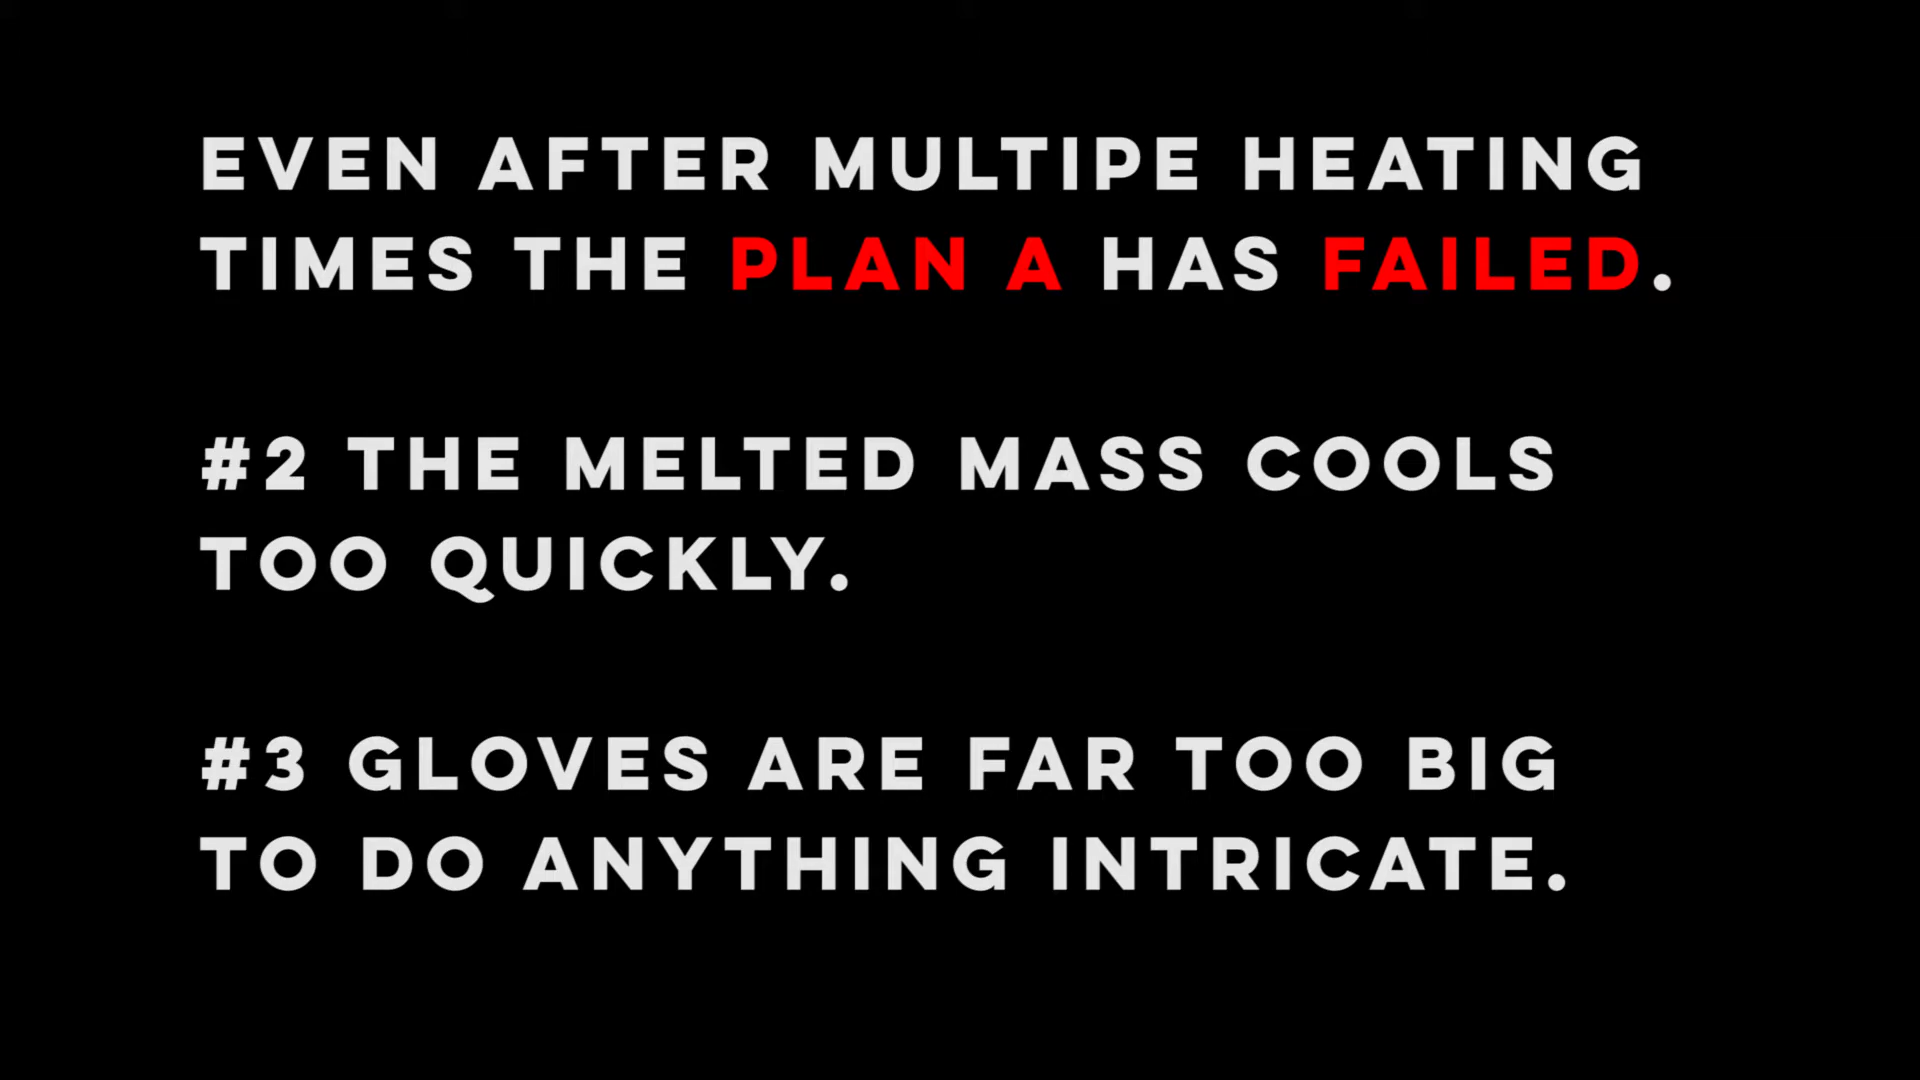 EVEN AFTER MULTIPE HEATING
TIMES THE PLAN A HAS FAILED.
#2 THE MELTED MASS COOLS
TOO QUICKLY.
#3 GLOVES ARE FAR TOO BIG
TO DO ANYTHING INTRICATE.